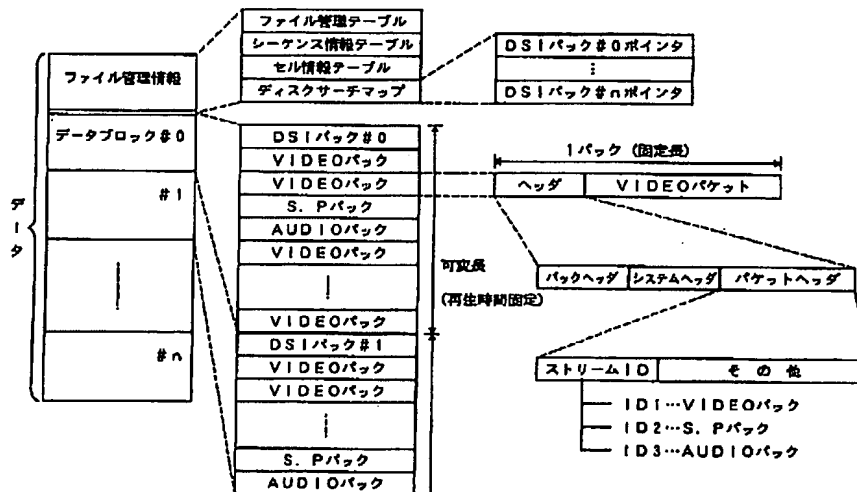 データ
ファイル管理情報
データブロック#0
#1
#n
ファイル管理テーブル
シーケンス情報テーブル
セル情報テーブル
ディスクサーチマップ
DSIパック#0ポインタ
DSIパック#nポインタ
DSIパック#0
VIDEOパック
VIDEOパック
S.Pパック
AUDIOパック
VIDEOパック
VIDEOパック
DSIパック#1
VIDEOパック
VIDEOパック
S.Pパック
AUDIOパック
可変長
(再生時間固定)
1パック (固定長)
ヘッダ VIDEOパケット
パックヘッダ システムヘッダ パケットヘッダ
ストリームID その他
ID1…VIDEOパック
ID2…S.Pパック
ID3…AUDIOパック